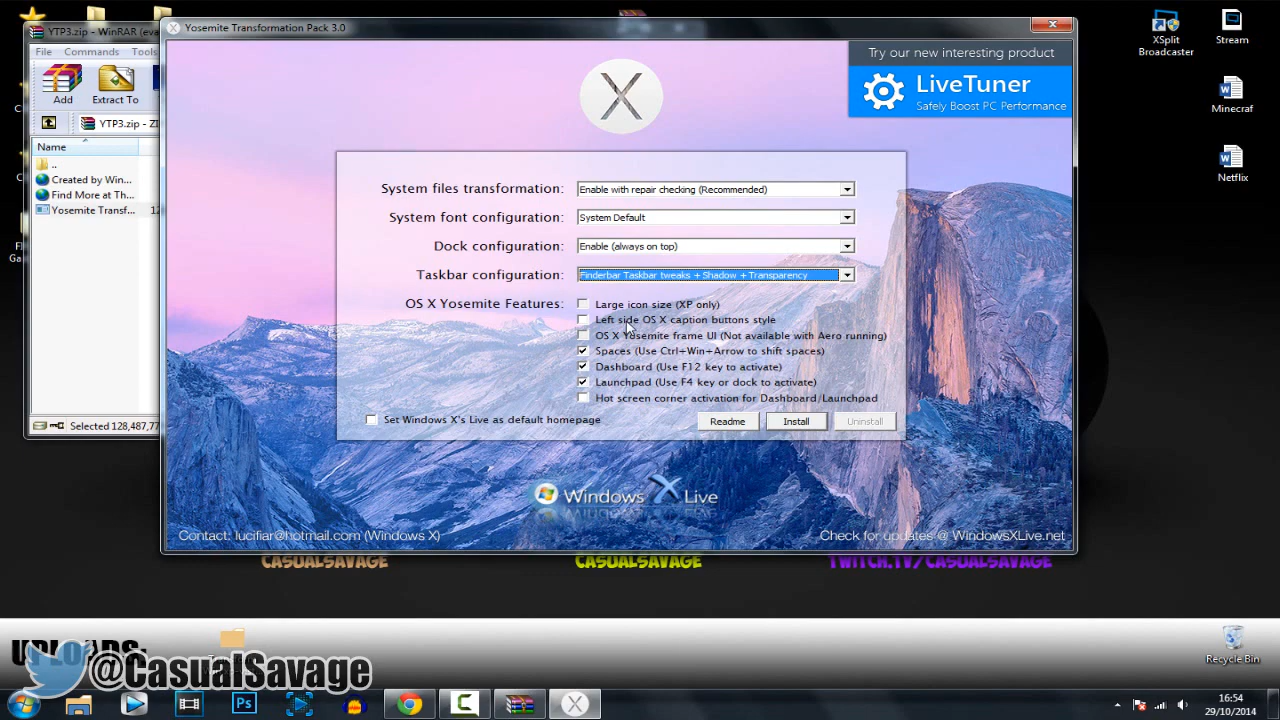 YTP3.zip - WinRAR (eva
File Commands Tools
Add
Extract To
YTP3.zip - ZI
Name
..
Created by Win...
Find More at Th...
Yosemite Transf...
12
Selected 128,487,77
Yosemite Transformation Pack 3.0
X
Try our new interesting product
LiveTuner
Safely Boost PC Performance
System files transformation:
Enable with repair checking (Recommended)
System font configuration:
System Default
Dock configuration:
Enable (always on top)
Taskbar configuration:
Finderbar Taskbar tweaks + Shadow + Transparency
OS X Yosemite Features:
Large icon size (XP only)
Left side OS X caption buttons style
OS X Yosemite frame UI (Not available with Aero running)
Spaces (Use Ctrl+Win+Arrow to shift spaces)
Dashboard (Use F12 key to activate)
Launchpad (Use F4 key or dock to activate)
Hot screen corner activation for Dashboard/Launchpad
Set Windows X's Live as default homepage
Readme
Install
Uninstall
Windows X Live
Contact: lucifiar@hotmail.com (Windows X)
Check for updates @ WindowsXLive.net
XSplit Broadcaster
Stream
Minecraf
Netflix
CASUALSAVAGE
CASUALSAVAGE
TWITCH.TV/CASUALSAVAGE
UPLOADS:
@CasualSavage
Recycle Bin
Ps
16:54
29/10/2014